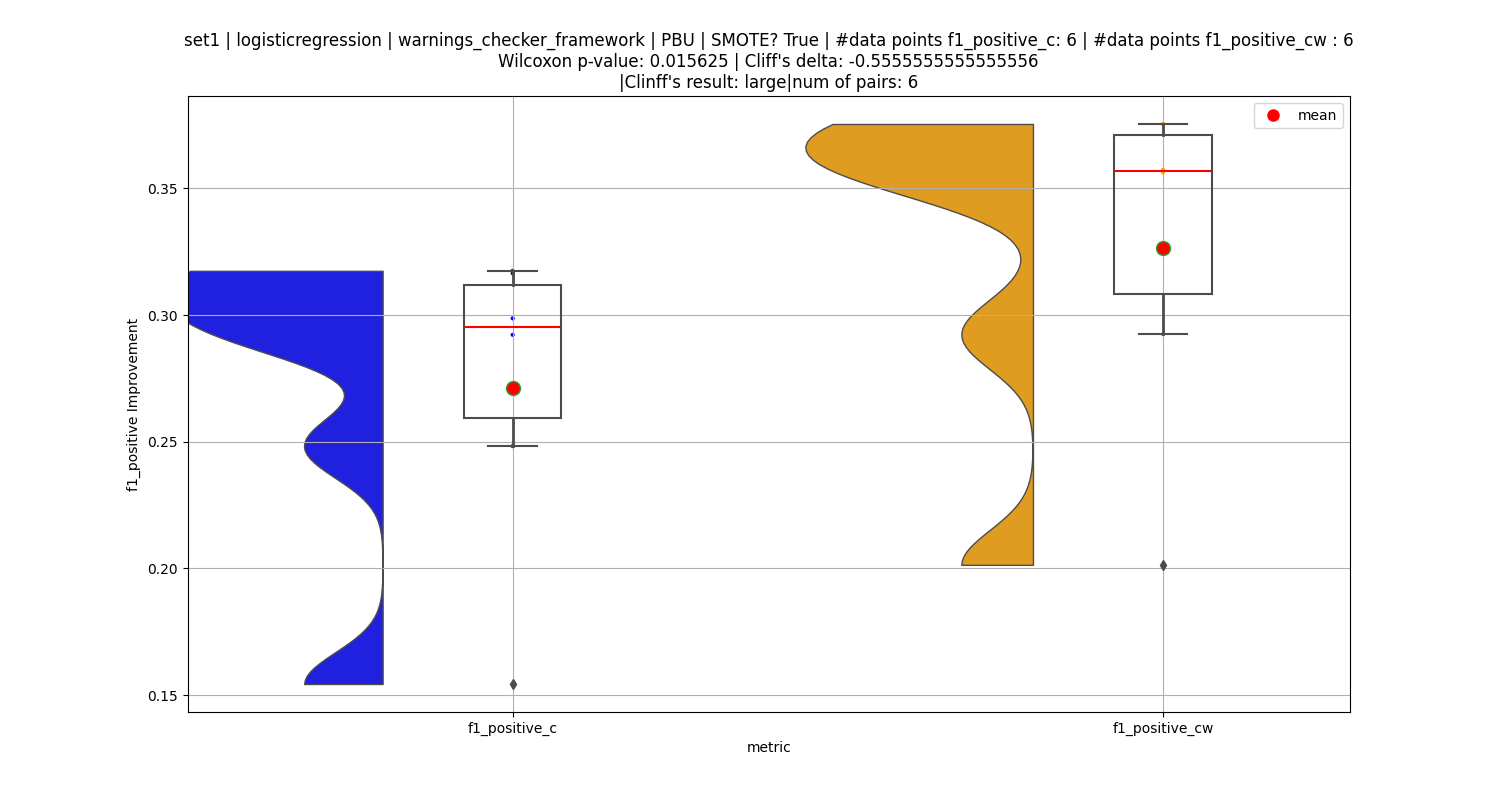 set1 | logisticregression | warnings_checker_framework | PBU | SMOTE? True | #data points f1_positive_c: 6 | #data points f1_positive_cw : 6
Wilcoxon p-value: 0.015625 | Cliff's delta: -0.5555555555555556
|Clinff's result: large|num of pairs: 6
mean
0.35
0.30
0.25
0.20
0.15
f1_positive Improvement
f1_positive_c
f1_positive_cw
metric